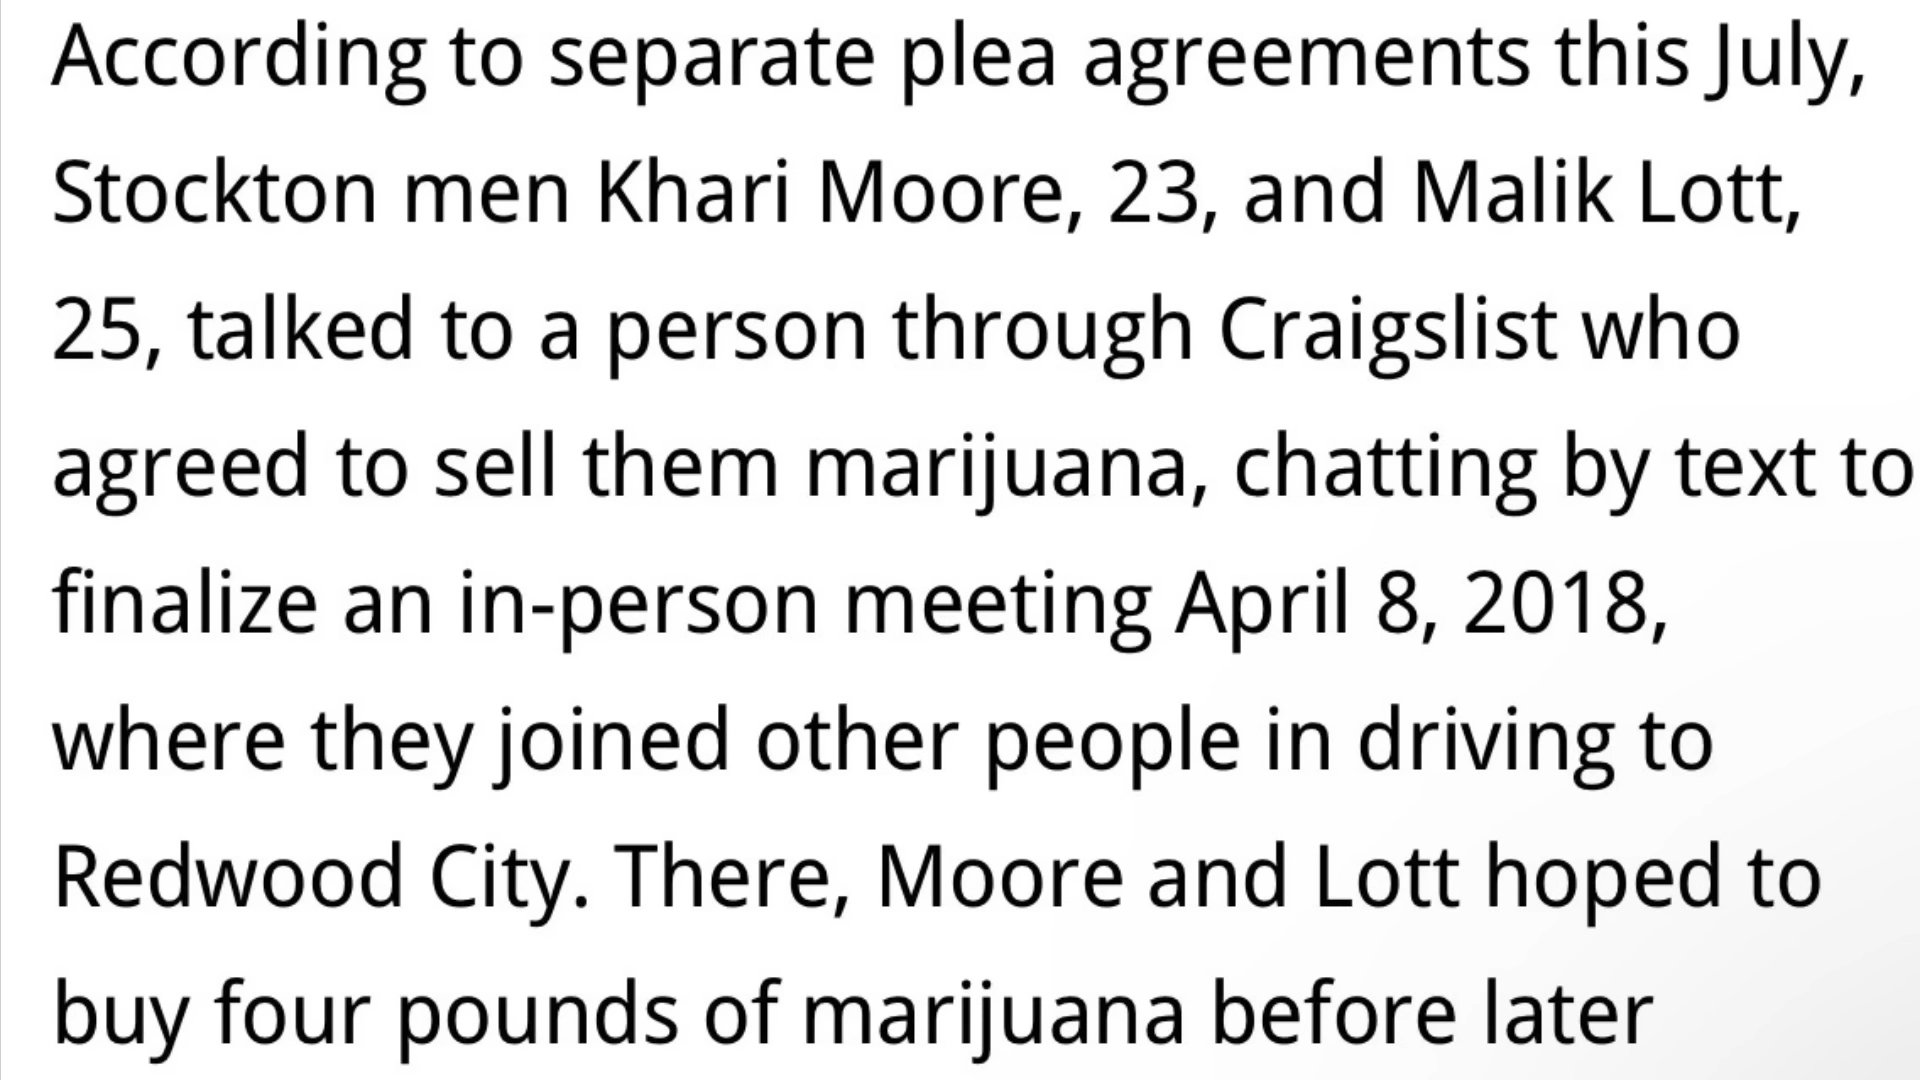 According to separate plea agreements this July,
Stockton men Khari Moore, 23, and Malik Lott,
25, talked to a person through Craigslist who
agreed to sell them marijuana, chatting by text to
finalize an in-person meeting April 8, 2018,
where they joined other people in driving to
Redwood City. There, Moore and Lott hoped to
buy four pounds of marijuana before later